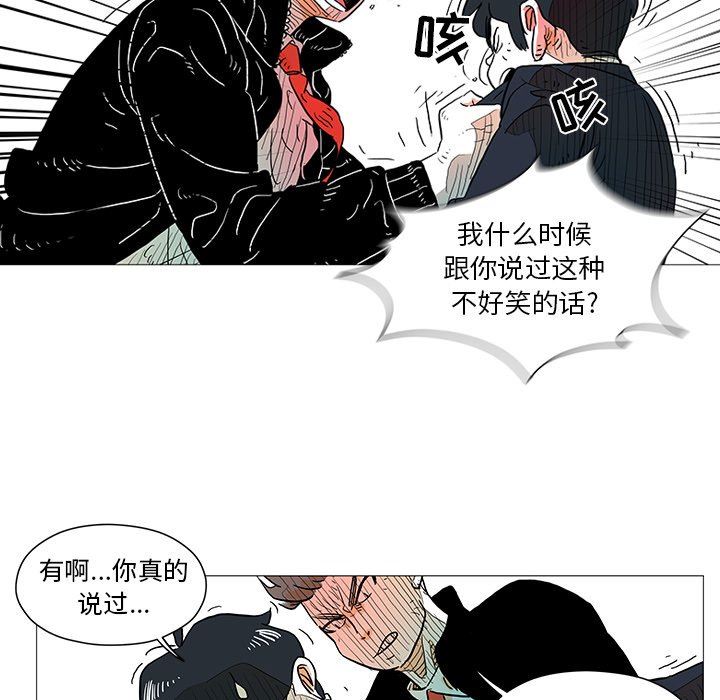 咳
咳
我什么时候
跟你说过这种
不好笑的话?
有啊...你真的
说过...